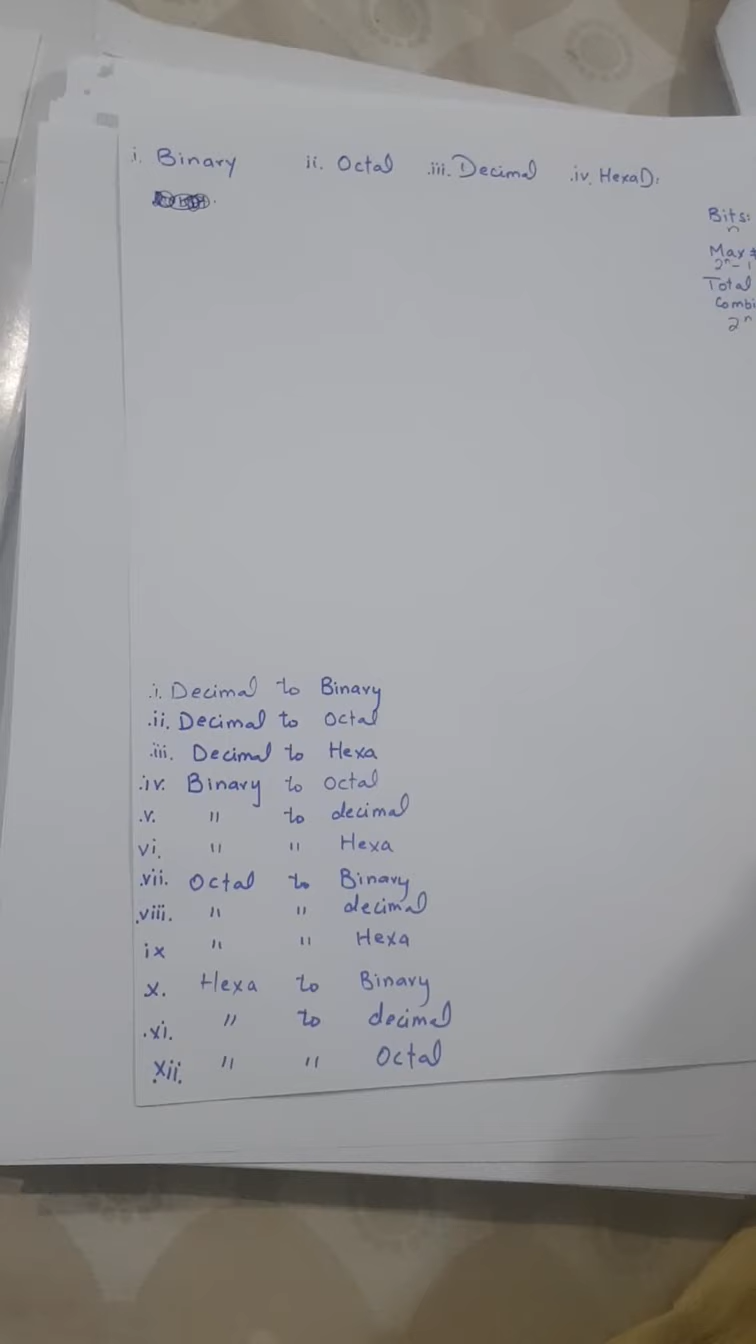 i. Binary ii. Octal .iii. Decimal .iv. HexaD:
Bits:
n
Max
2ⁿ-1
Total
Combi
2ⁿ
.i. Decimal to Binary
.ii. Decimal to Octal
.iii. Decimal to Hexa
.iv. Binary to Octal
.v. " to decimal
vi. " " Hexa
.vii. Octal to Binary
.viii. " " decimal
ix " " Hexa
x. Hexa to Binary
.xi. " to decimal
xii. " " Octal